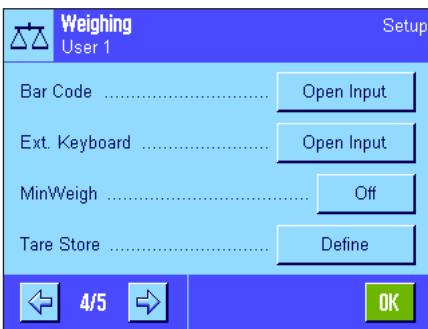 Weighing Setup
User 1
Bar Code ............................ Open Input
Ext. Keyboard ...................... Open Input
MinWeigh .................................... Off
Tare Store ........................... Define
4/5 OK